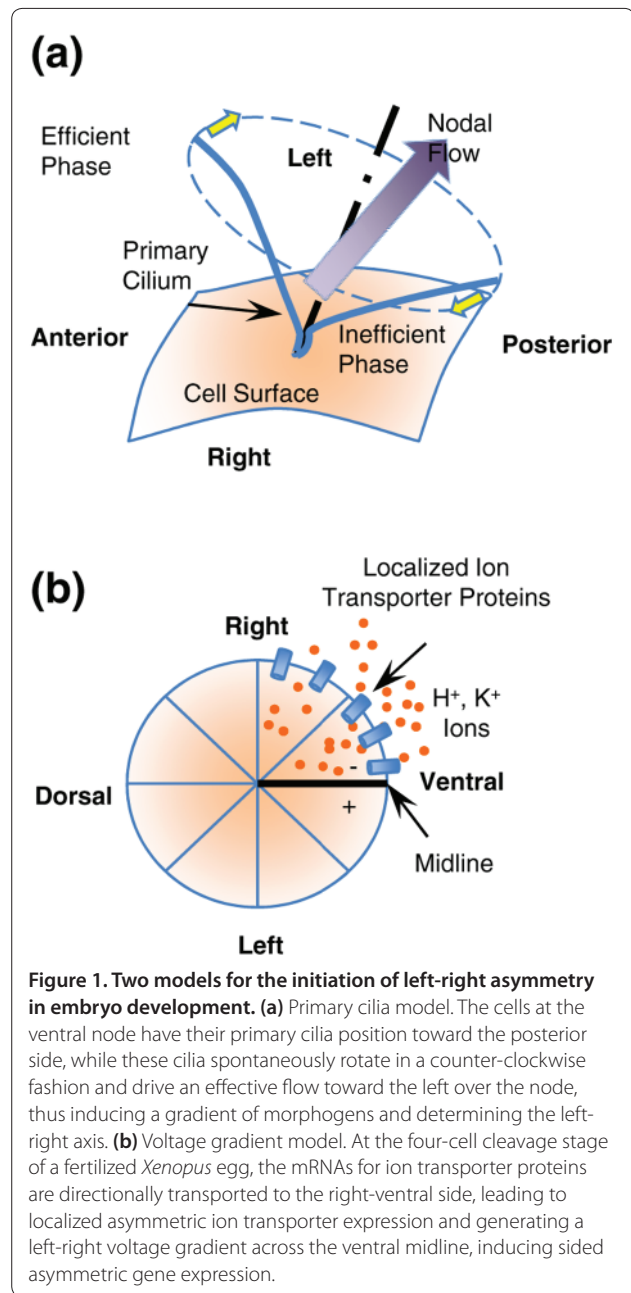 (a)
Efficient
Phase
Left
Nodal
Flow
Primary
Cilium
Anterior
Inefficient
Phase
Posterior
Cell Surface
Right
(b)
Localized Ion
Transporter Proteins
Right
H+, K+
Ions
-
Dorsal
Ventral
+
Midline
Left
Figure 1. Two models for the initiation of left-right asymmetry
in embryo development. (a) Primary cilia model. The cells at the
ventral node have their primary cilia position toward the posterior
side, while these cilia spontaneously rotate in a counter-clockwise
fashion and drive an effective flow toward the left over the node,
thus inducing a gradient of morphogens and determining the left-
right axis. (b) Voltage gradient model. At the four-cell cleavage stage
of a fertilized Xenopus egg, the mRNAs for ion transporter proteins
are directionally transported to the right-ventral side, leading to
localized asymmetric ion transporter expression and generating a
left-right voltage gradient across the ventral midline, inducing sided
asymmetric gene expression.